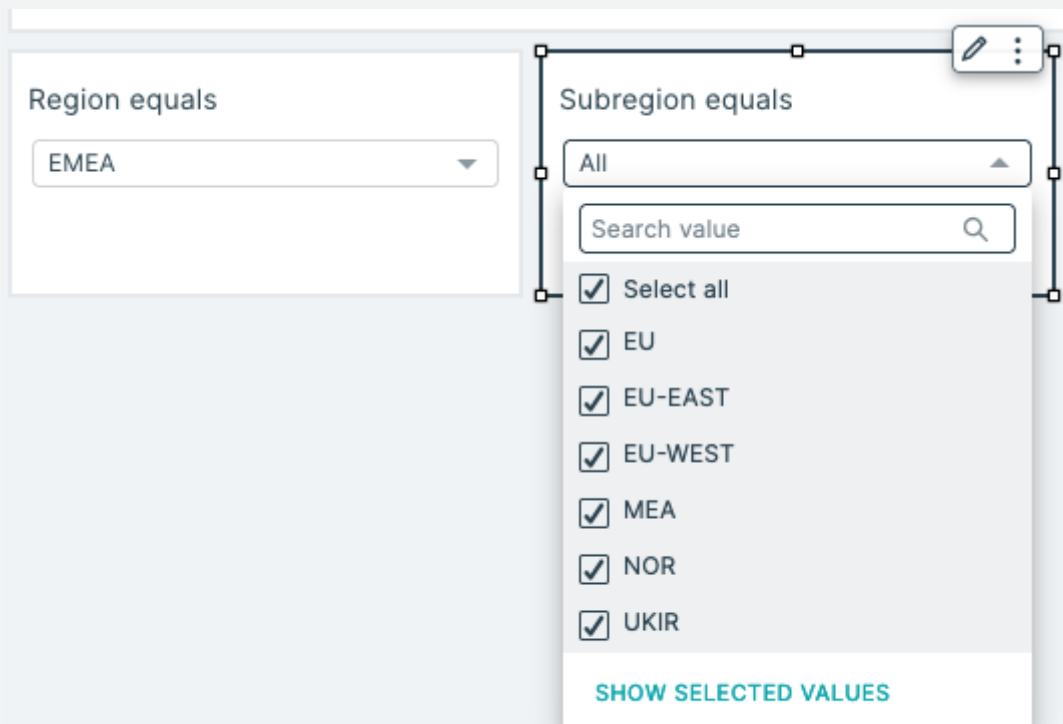 Region equals
EMEA
Subregion equals
All
Search value
Select all
EU
EU-EAST
EU-WEST
MEA
NOR
UKIR
SHOW SELECTED VALUES